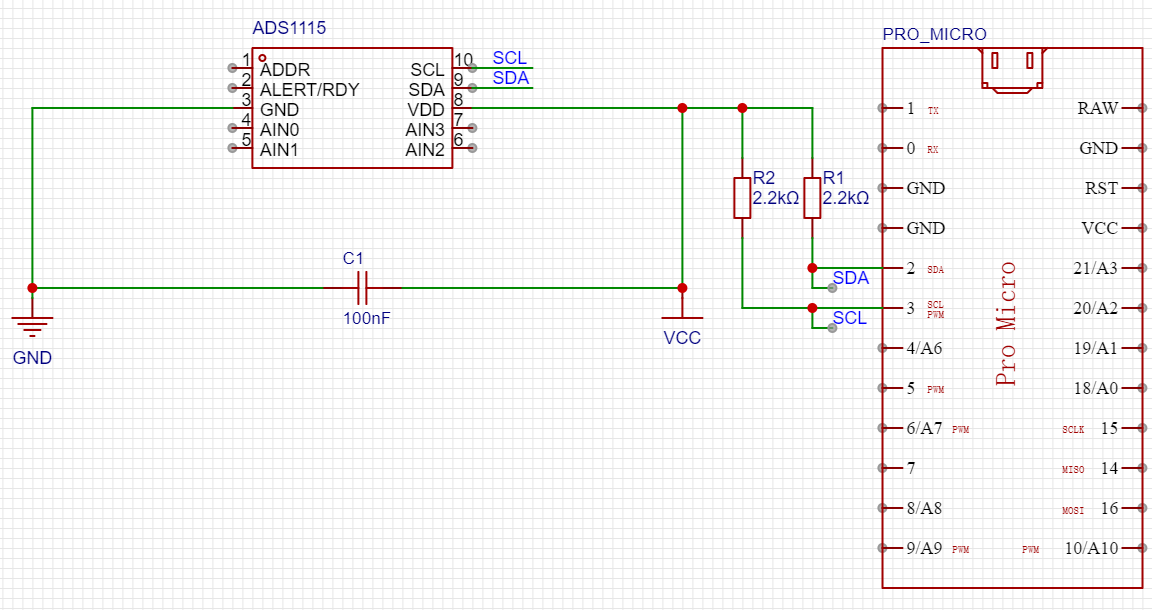 ADS1115
1 ADDR
2 ALERT/RDY
3 GND
4 AIN0
5 AIN1
SCL 10 SCL
SDA 9 SDA
VDD 8
AIN3 7
AIN2 6
C1
100nF
GND
VCC
R2
2.2kΩ
R1
2.2kΩ
SDA
SCL
PRO_MICRO
1 TX
0 RX
GND
GND
2 SDA
3 SCL
PWM
4/A6
5 PWM
6/A7 PWM
7
8/A8
9/A9 PWM
Pro Micro
RAW
GND
RST
VCC
21/A3
20/A2
19/A1
18/A0
SCLK 15
MISO 14
MOSI 16
PWM 10/A10